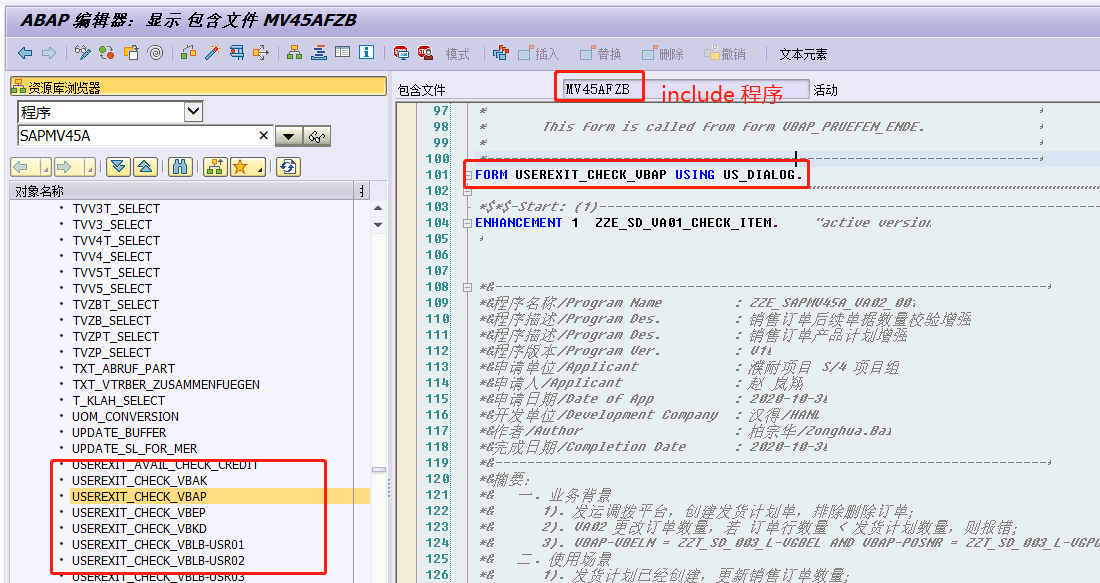 ABAP 编辑器：显示 包含文件 MV45AFZB
模式 插入 替换 删除 撤销 文本元素
资源库浏览器
程序
SAPMV45A
对象名称
TVV3T_SELECT
TVV3_SELECT
TVV4T_SELECT
TVV4_SELECT
TVV5T_SELECT
TVV5_SELECT
TVZBT_SELECT
TVZB_SELECT
TVZPT_SELECT
TVZP_SELECT
TXT_ABRUF_PART
TXT_VTRBER_ZUSAMMENFUEGEN
T_KLAH_SELECT
UOM_CONVERSION
UPDATE_BUFFER
UPDATE_SL_FOR_MER
USEREXIT_AVAIL_CHECK_CREDIT
USEREXIT_CHECK_VBAK
USEREXIT_CHECK_VBAP
USEREXIT_CHECK_VBEP
USEREXIT_CHECK_VBKD
USEREXIT_CHECK_VBLB-USR01
USEREXIT_CHECK_VBLB-USR02
USEREXIT_CHECK_VBLB-USR03
包含文件 MV45AFZB include 程序 活动
97 *
98 * This form is called from form VBAP_PRUEFEN_ENDE.
99 *
100 *
101 FORM USEREXIT_CHECK_VBAP USING US_DIALOG.
102
103 *$*$-Start: (1)
104 ENHANCEMENT 1 ZZE_SD_VA01_CHECK_ITEM. "active version
105
106
107
108 *&
109 *&程序名称/Program Name : ZZE_SAPMV45A_VA02_001
110 *&程序描述/Program Des. : 销售订单后续单据数量校验增强
111 *&程序描述/Program Des. : 销售订单产品计划增强
112 *&程序版本/Program Ver. :
113 *&申请单位/Applicant : 濮耐项目 S/4 项目组
114 *&申请人/Applicant : 赵 岚翔
115 *&申请日期/Date of App : 2020-10-30
116 *&开发单位/Development Company : 汉得/HAND
117 *&作者/Author : 柏宗华/Zonghua.Bai
118 *&完成日期/Completion Date : 2020-10-30
119 *&
120 *&摘要：
121 *& 一．业务背景
122 *& 1）．发运调拨平台，创建发货计划单，排除删除订单；
123 *& 2）．VA02 更改订单数量，若 订单行数量 < 发货计划数量，则报错；
124 *& 3）．VBAP-VBELN = ZZT_SD_003_L-VGBEL AND VBAP-POSNR = ZZT_SD_003_L-VGPO
125 *& 二．使用场景
126 *& 1）．发货计划已经创建，更新销售订单数量；